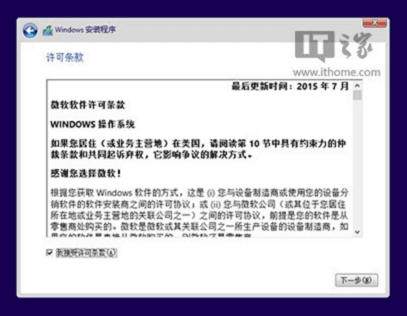 Windows 安装程序
IT之家
www.ithome.com
许可条款
最后更新时间：2015 年 7 月
微软软件许可条款
WINDOWS 操作系统
如果您居住（或业务主营地）在美国，请阅读第 10 节中具有约束力的仲
裁条款和共同起诉弃权，它影响争议的解决方式。
感谢您选择微软！
根据您获取 Windows 软件的方式，这是 (i) 您与设备制造商或使用您的设备分
销软件的软件安装商之间的许可协议；或 (ii) 您与微软公司（或其位于您居住
所在地或业务主营地的关联公司之一）之间的许可协议，前提是您的软件是从
零售商处购买的。微软是微软或其关联公司之一所生产设备的设备制造商，如
我接受许可条款(A)
下一步(N)